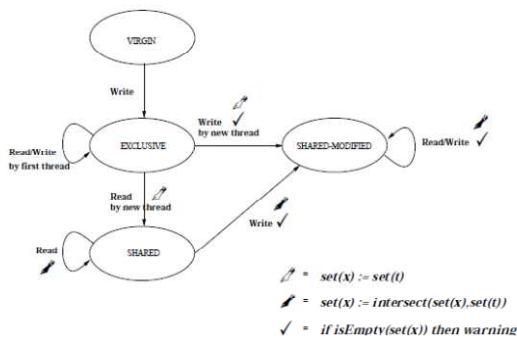 VIRGIN
Write
Write ✓
by new thread
Read/Write
by first thread
EXCLUSIVE
SHARED-MODIFIED
Read/Write ✓
Read
by new thread
Write ✓
Read
SHARED
= set(x) := set(t)
= set(x) := intersect(set(x),set(t))
✓ = if isEmpty(set(x)) then warning